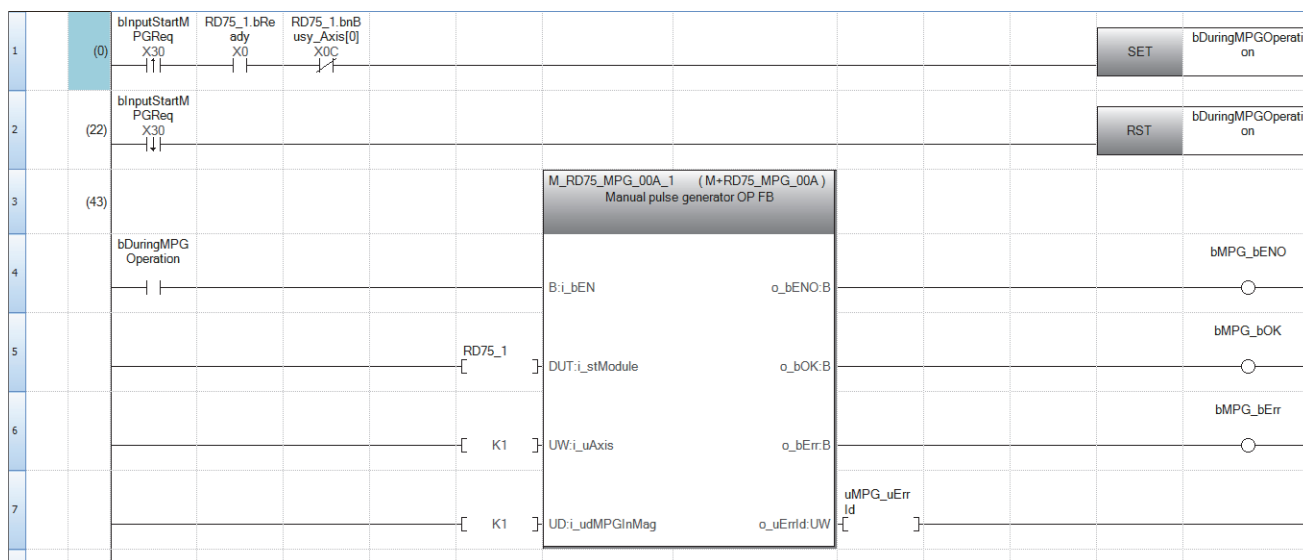 bInputStartM RD75_1.bRe RD75_1.bnB
PGReq ady usy_Axis[0]
1 (0) X30 X0 X0C SET bDuringMPGOperati
on
bInputStartM
PGReq
2 (22) X30 RST bDuringMPGOperati
on
M_RD75_MPG_00A_1 (M+RD75_MPG_00A)
Manual pulse generator OP FB
3 (43)
bDuringMPG
Operation
bMPG_bENO
4 B:i_bEN o_bENO:B
bMPG_bOK
5 RD75_1 DUT:i_stModule o_bOK:B
bMPG_bErr
6 K1 UW:i_uAxis o_bErr:B
uMPG_uErr
Id
7 K1 UD:i_udMPGInMag o_uErrId:UW